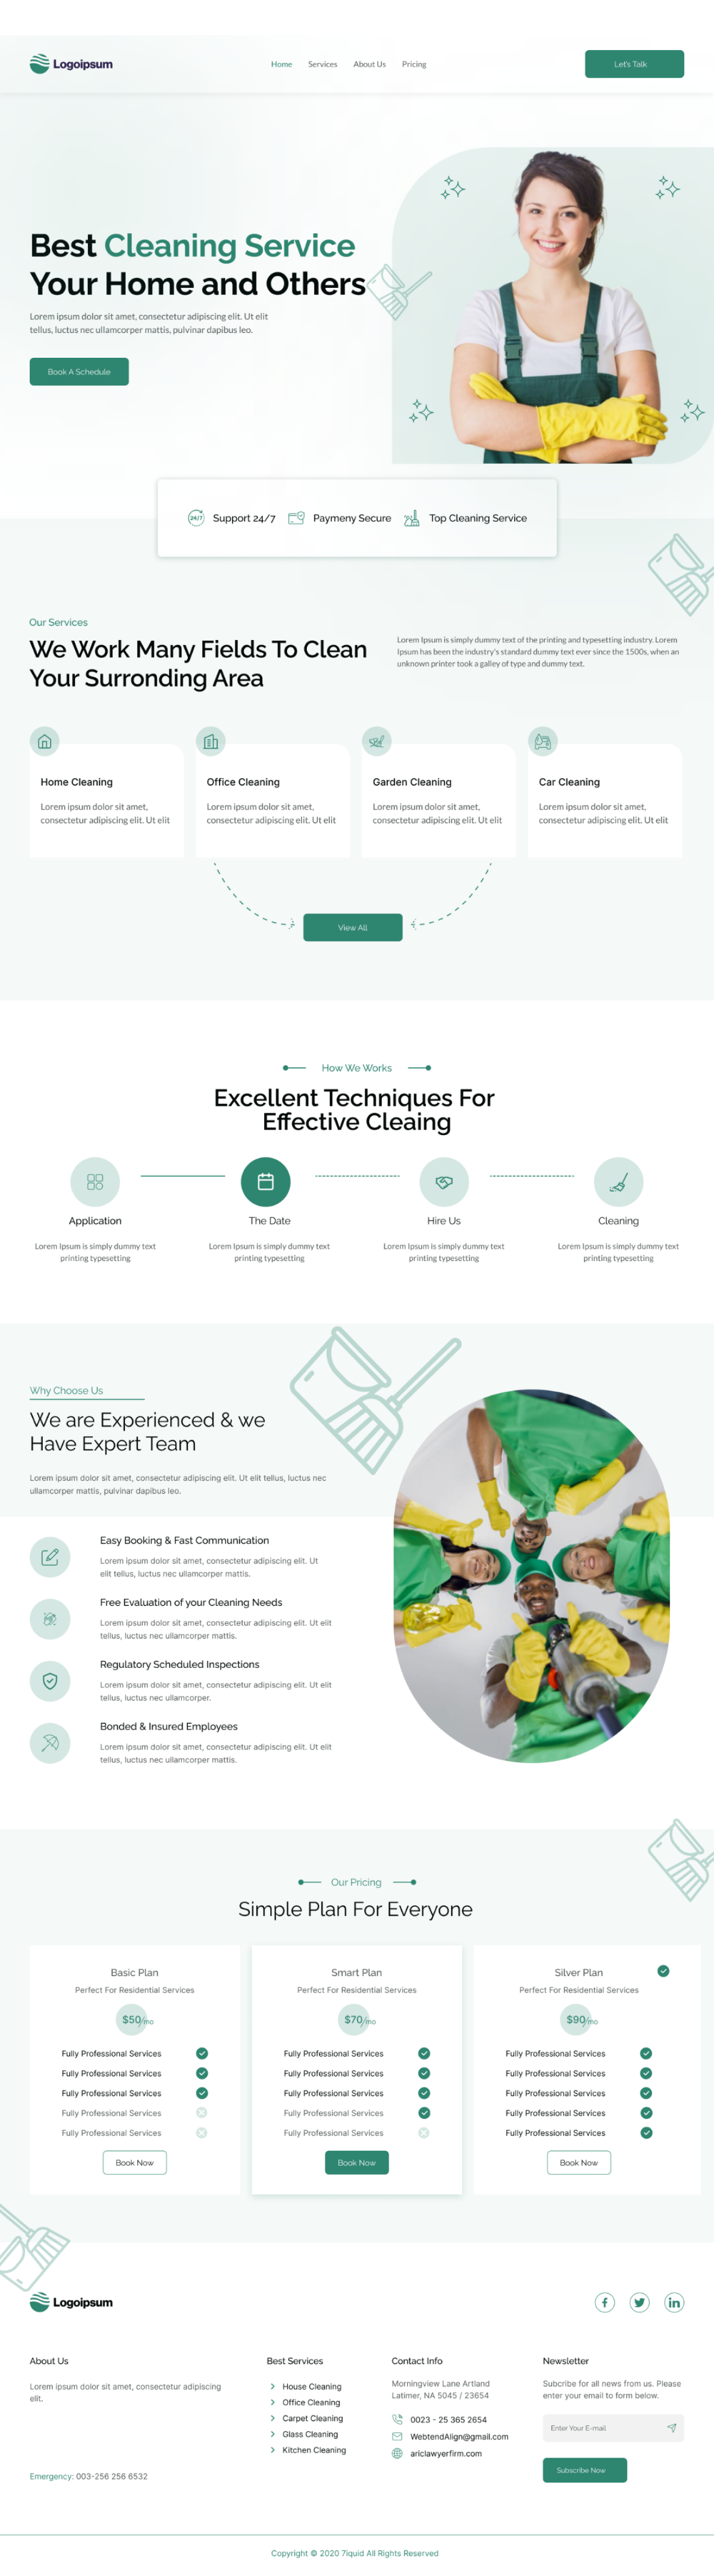 Logoipsum
Home Services About Us Pricing
Let's Talk
Best Cleaning Service
Your Home and Others
Lorem ipsum dolor sit amet, consectetur adipiscing elit. Ut elit
tellus, luctus nec ullamcorper mattis, pulvinar dapibus leo.
Book A Schedule
24/7 Support 24/7 Paymeny Secure Top Cleaning Service
Our Services
We Work Many Fields To Clean
Your Surronding Area
Lorem Ipsum is simply dummy text of the printing and typesetting industry. Lorem
Ipsum has been the industry's standard dummy text ever since the 1500s, when an
unknown printer took a galley of type and dummy text.
Home Cleaning
Lorem ipsum dolor sit amet,
consectetur adipiscing elit. Ut elit
Office Cleaning
Lorem ipsum dolor sit amet,
consectetur adipiscing elit. Ut elit
Garden Cleaning
Lorem ipsum dolor sit amet,
consectetur adipiscing elit. Ut elit
Car Cleaning
Lorem ipsum dolor sit amet,
consectetur adipiscing elit. Ut elit
View All
How We Works
Excellent Techniques For
Effective Cleaing
Application
Lorem Ipsum is simply dummy text
printing typesetting
The Date
Lorem Ipsum is simply dummy text
printing typesetting
Hire Us
Lorem Ipsum is simply dummy text
printing typesetting
Cleaning
Lorem Ipsum is simply dummy text
printing typesetting
Why Choose Us
We are Experienced & we
Have Expert Team
Lorem ipsum dolor sit amet, consectetur adipiscing elit. Ut elit tellus, luctus nec
ullamcorper mattis, pulvinar dapibus leo.
Easy Booking & Fast Communication
Lorem ipsum dolor sit amet, consectetur adipiscing elit. Ut
elit tellus, luctus nec ullamcorper mattis.
Free Evaluation of your Cleaning Needs
Lorem ipsum dolor sit amet, consectetur adipiscing elit. Ut elit
tellus, luctus nec ullamcorper mattis.
Regulatory Scheduled Inspections
Lorem ipsum dolor sit amet, consectetur adipiscing elit. Ut elit
tellus, luctus nec ullamcorper.
Bonded & Insured Employees
Lorem ipsum dolor sit amet, consectetur adipiscing elit. Ut elit
tellus, luctus nec ullamcorper mattis.
Our Pricing
Simple Plan For Everyone
Basic Plan
Perfect For Residential Services
$50/mo
Fully Professional Services
Fully Professional Services
Fully Professional Services
Fully Professional Services
Fully Professional Services
Book Now
Smart Plan
Perfect For Residential Services
$70/mo
Fully Professional Services
Fully Professional Services
Fully Professional Services
Fully Professional Services
Fully Professional Services
Book Now
Silver Plan
Perfect For Residential Services
$90/mo
Fully Professional Services
Fully Professional Services
Fully Professional Services
Fully Professional Services
Fully Professional Services
Book Now
Logoipsum
f in
About Us
Lorem ipsum dolor sit amet, consectetur adipiscing
elit.
Emergency: 003-256 256 6532
Best Services
House Cleaning
Office Cleaning
Carpet Cleaning
Glass Cleaning
Kitchen Cleaning
Contact Info
Morningview Lane Artland
Latimer, NA 5045 / 23654
0023 - 25 365 2654
WebtendAlign@gmail.com
ariclawyerfirm.com
Newsletter
Subcribe for all news from us. Please
enter your email to form below.
Enter Your E-mail
Subscribe Now
Copyright © 2020 7iquid All Rights Reserved